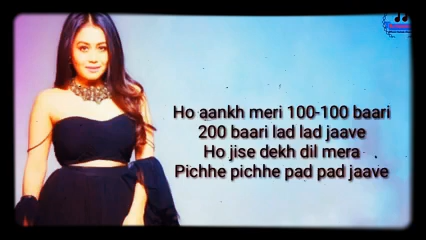 Ho aankh meri 100-100 baari
200 baari lad lad jaave
Ho jise dekh dil mera
Pichhe pichhe pad pad jaave